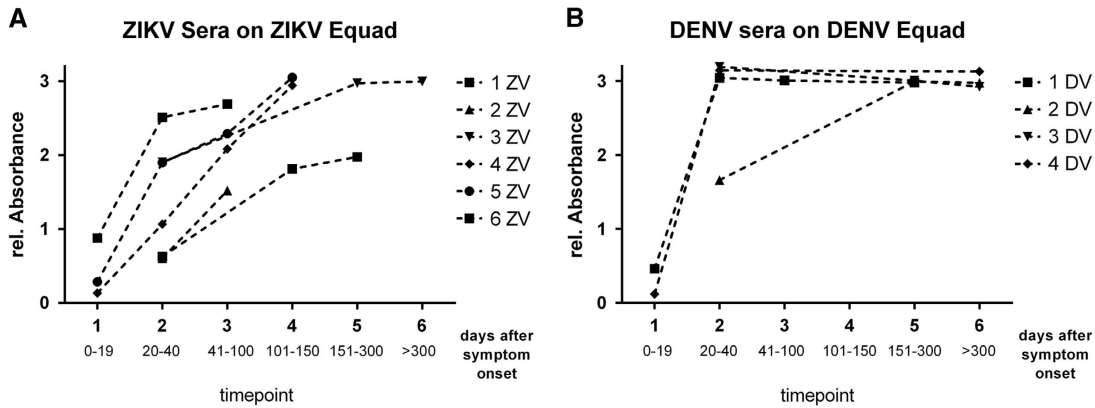 A
ZIKV Sera on ZIKV Equad
rel. Absorbance
3
2
1
0
1 2 3 4 5 6
0-19 20-40 41-100 101-150 151-300 >300
days after
symptom
onset
timepoint
1 ZV
2 ZV
3 ZV
4 ZV
5 ZV
6 ZV
B
DENV sera on DENV Equad
rel. Absorbance
3
2
1
0
1 2 3 4 5 6
0-19 20-40 41-100 101-150 151-300 >300
days after
symptom
onset
timepoint
1 DV
2 DV
3 DV
4 DV